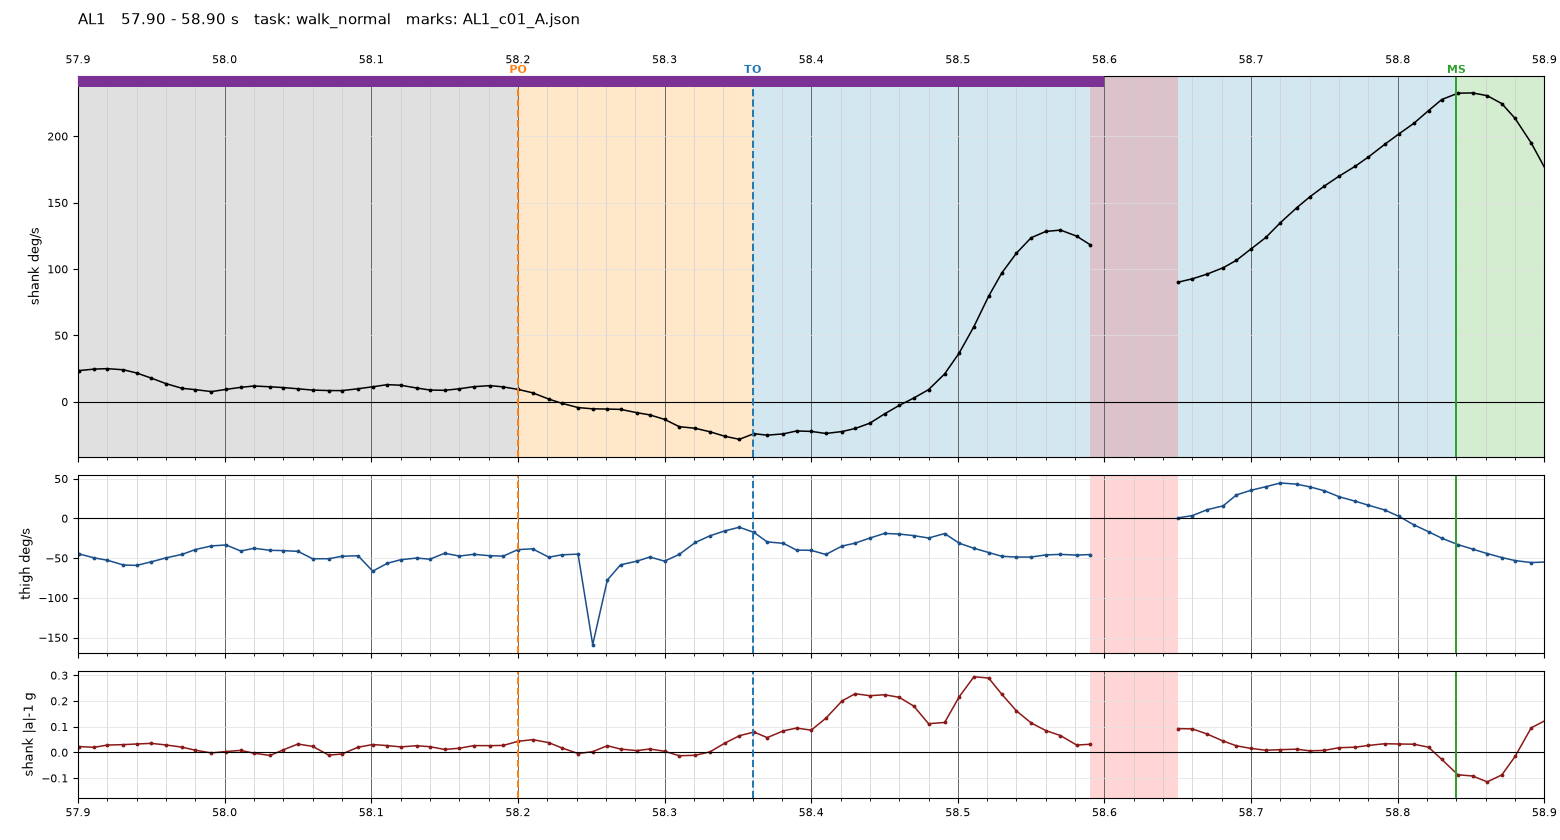 AL1 57.90 - 58.90 s task: walk_normal marks: AL1_c01_A.json
57.9 58.0 58.1 58.2 58.3 58.4 58.5 58.6 58.7 58.8 58.9
PO TO MS
shank deg/s
200
150
100
50
0
thigh deg/s
50
0
−50
−100
−150
shank |a|-1 g
0.3
0.2
0.1
0.0
−0.1
57.9 58.0 58.1 58.2 58.3 58.4 58.5 58.6 58.7 58.8 58.9